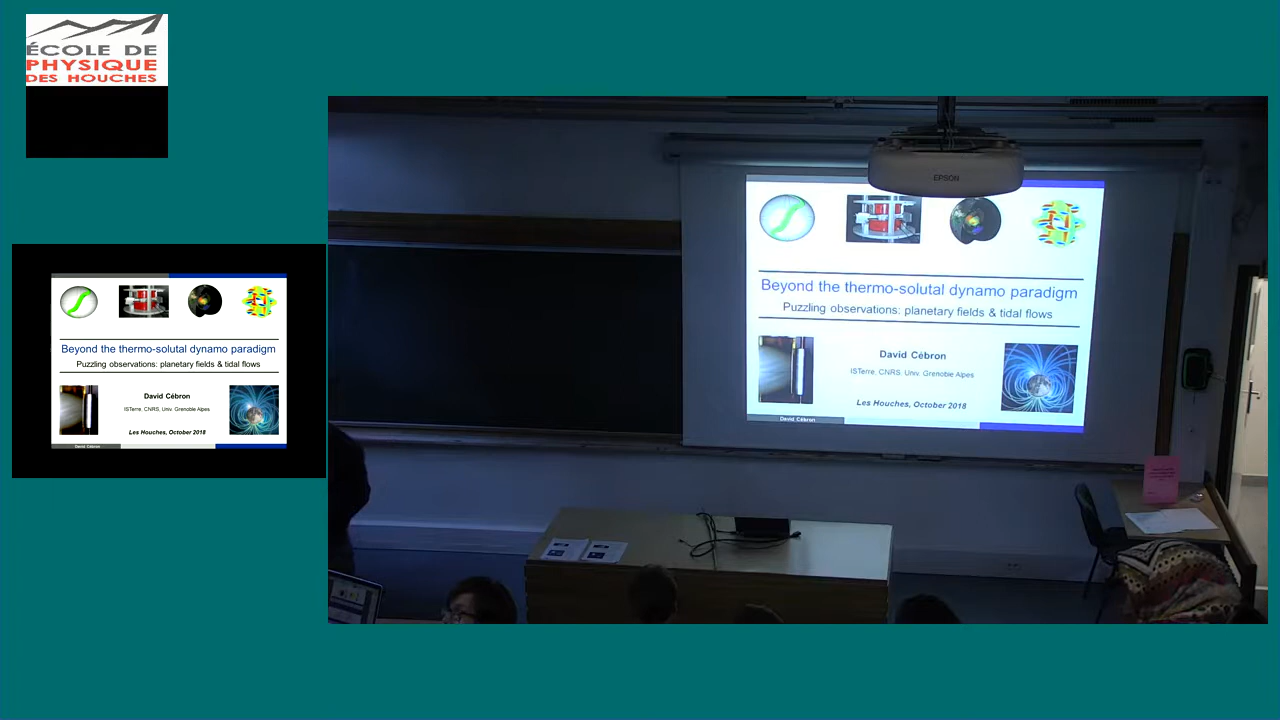 ÉCOLE DE
PHYSIQUE
DES HOUCHES
Beyond the thermo-solutal dynamo paradigm
Puzzling observations: planetary fields & tidal flows
David Cébron
ISTerre, CNRS, Univ. Grenoble Alpes
Les Houches, October 2018
David Cébron
EPSON
Beyond the thermo-solutal dynamo paradigm
Puzzling observations: planetary fields & tidal flows
David Cébron
ISTerre, CNRS, Univ. Grenoble Alpes
Les Houches, October 2018
David Cébron